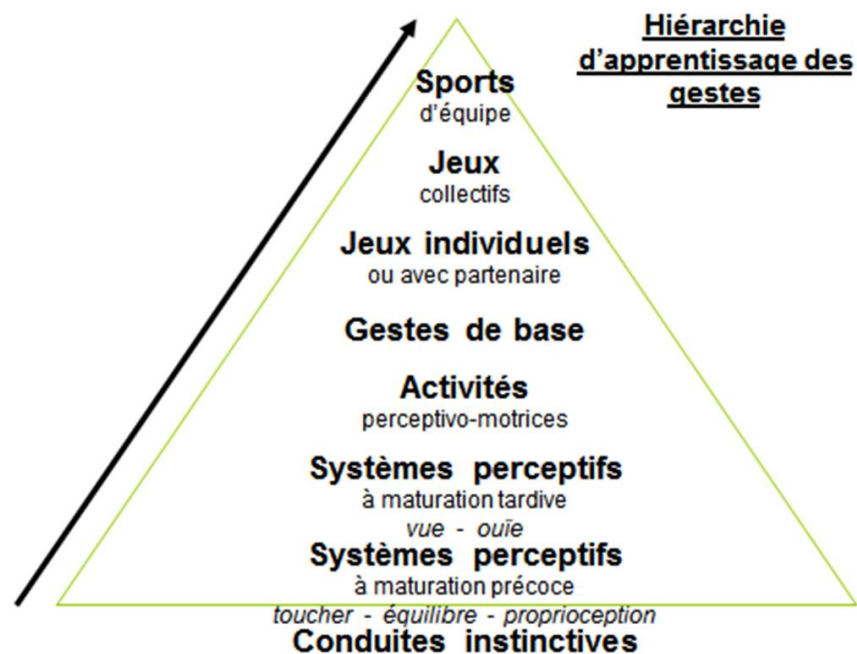 Hiérarchie
d'apprentissage des
gestes
Sports
d'équipe
Jeux
collectifs
Jeux individuels
ou avec partenaire
Gestes de base
Activités
perceptivo-motrices
Systèmes perceptifs
à maturation tardive
vue - ouïe
Systèmes perceptifs
à maturation précoce
toucher - équilibre - proprioception
Conduites instinctives